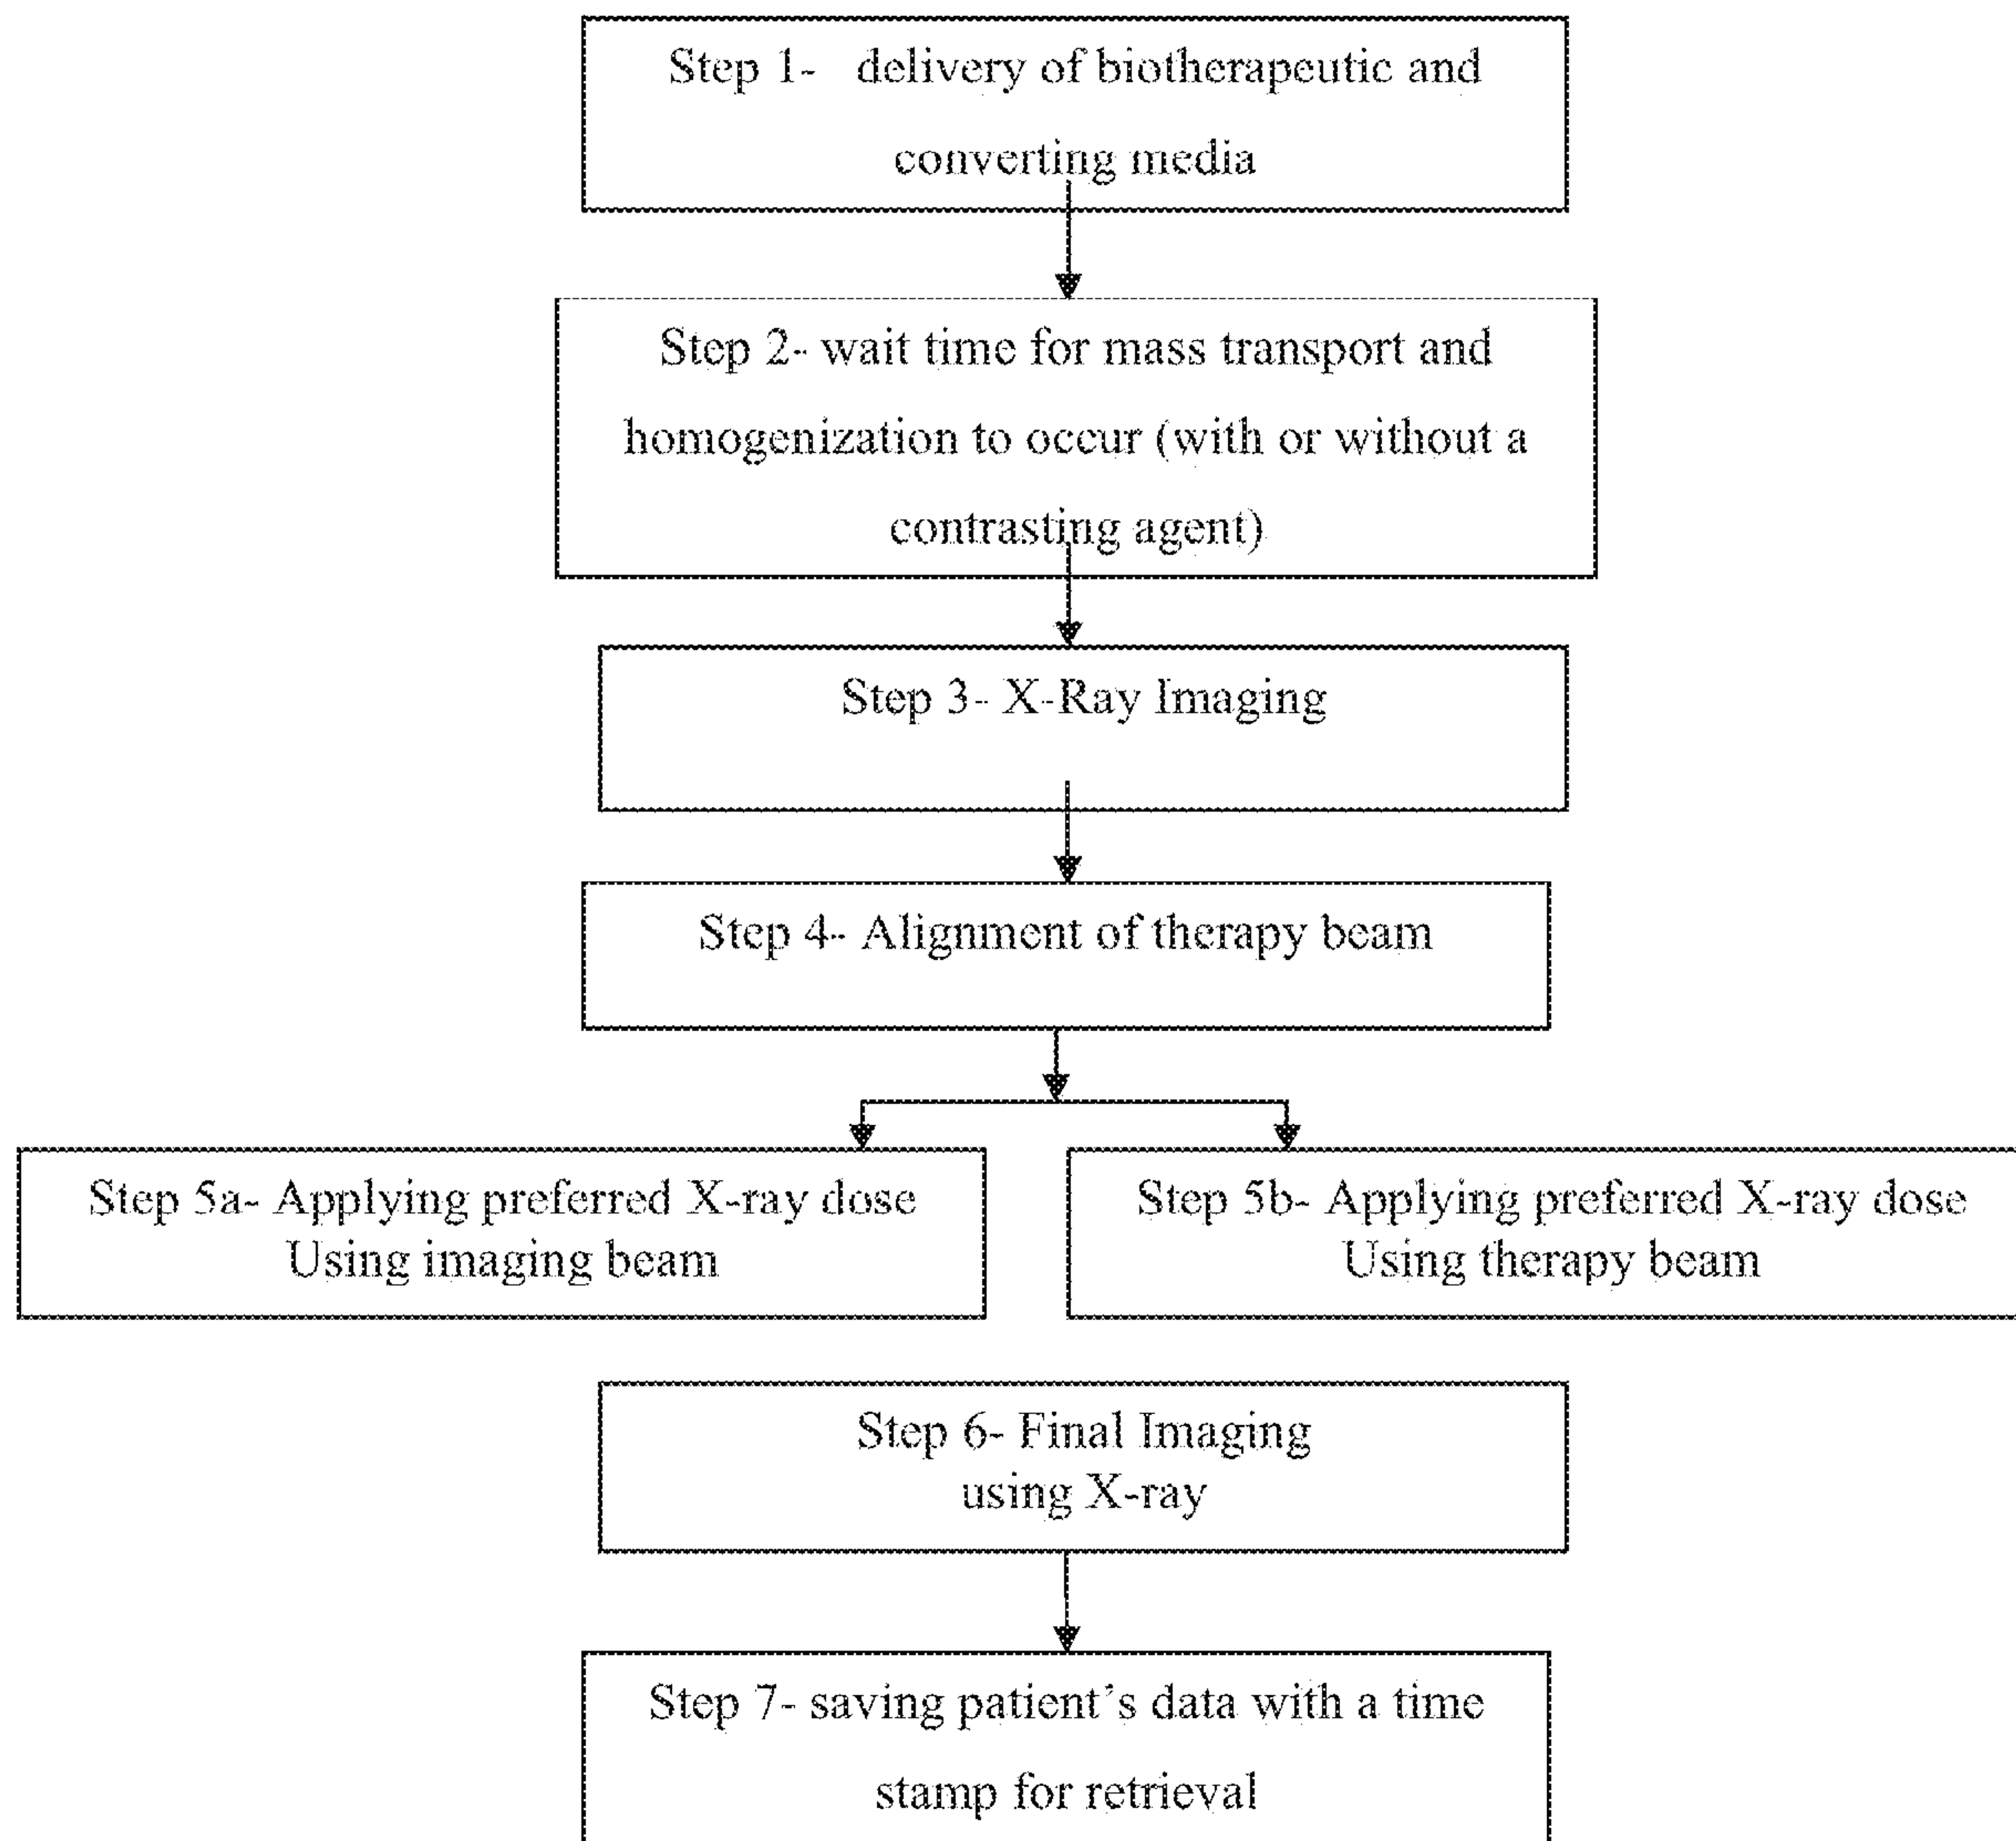 Step 1- delivery of biotherapeutic and
converting media
Step 2- wait time for mass transport and
homogenization to occur (with or without a
contrasting agent)
Step 3- X-Ray Imaging
Step 4- Alignment of therapy beam
Step 5a- Applying preferred X-ray dose
Using imaging beam
Step 5b- Applying preferred X-ray dose
Using therapy beam
Step 6- Final Imaging
using X-ray
Step 7- saving patient's data with a time
stamp for retrieval